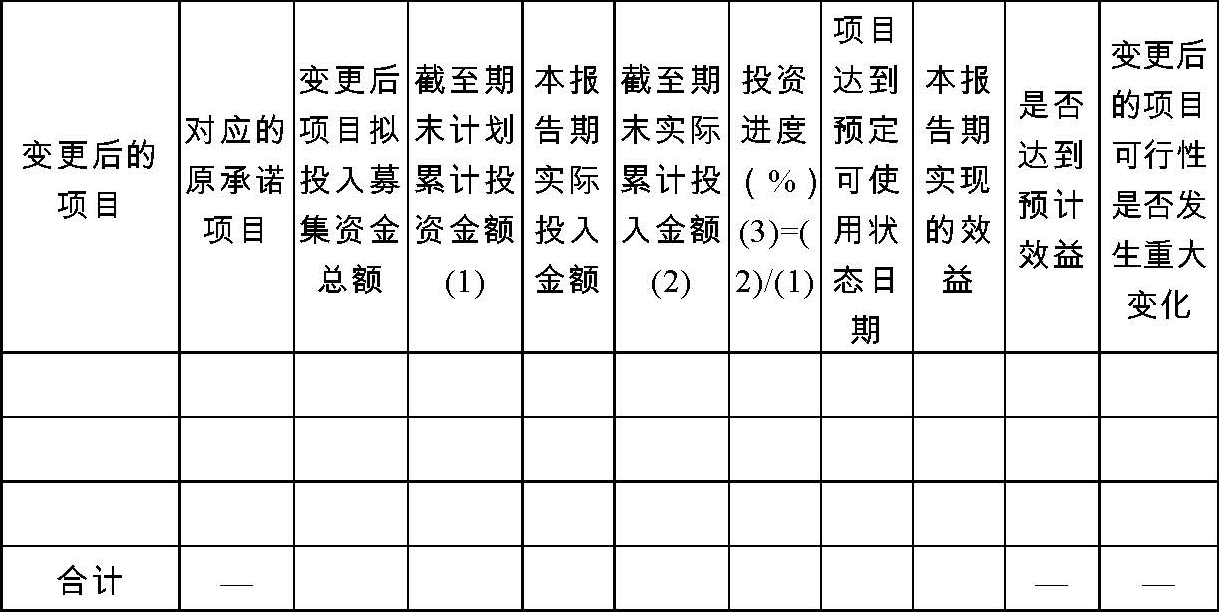 变更后的
项目
对应的
原承诺
项目
变更后
项目拟
投入募
集资金
总额
截至期
末计划
累计投
资金额
(1)
本报
告期
实际
投入
金额
截至期
末实际
累计投
入金额
(2)
投资
进度
（%）
(3)=(
2)/(1)
项目
达到
预定
可使
用状
态日
期
本报
告期
实现
的效
益
是否
达到
预计
效益
变更后
的项目
可行性
是否发
生重大
变化
合计 — — —